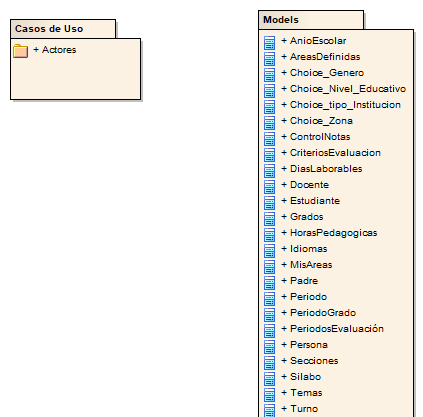 Casos de Uso
+ Actores
Models
+ AnioEscolar
+ AreasDefinidas
+ Choice_Genero
+ Choice_Nivel_Educativo
+ Choice_tipo_Institucion
+ Choice_Zona
+ ControlNotas
+ CriteriosEvaluacion
+ DiasLaborables
+ Docente
+ Estudiante
+ Grados
+ HorasPedagogicas
+ Idiomas
+ MisAreas
+ Padre
+ Periodo
+ PeriodoGrado
+ PeriodosEvaluación
+ Persona
+ Secciones
+ Silabo
+ Temas
+ Turno